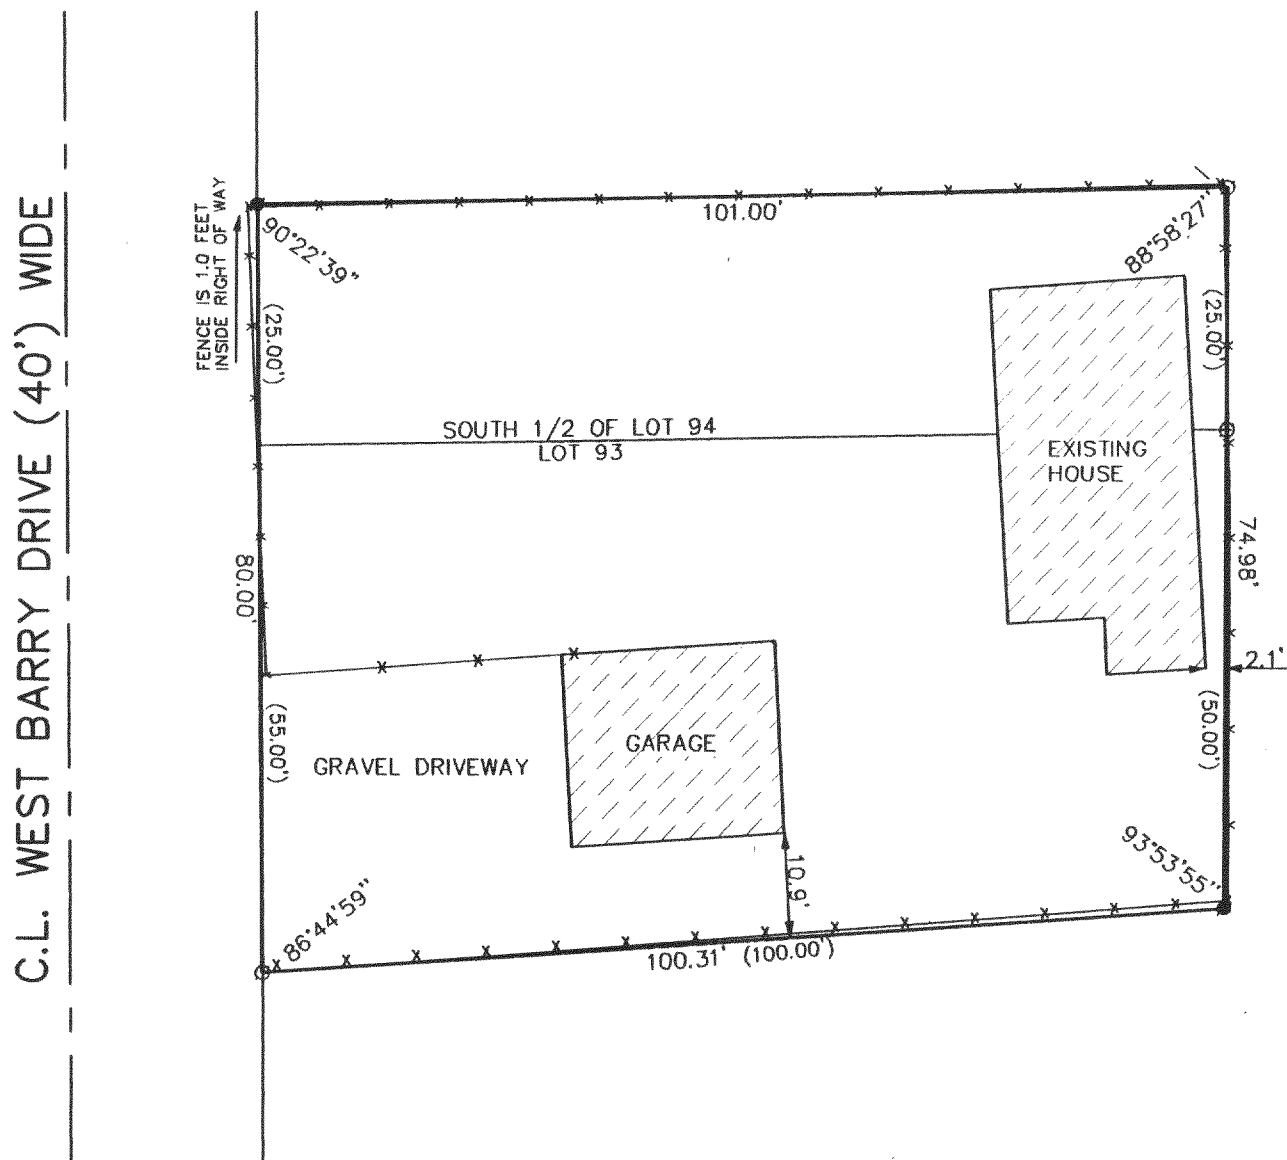 C.L. WEST BARRY DRIVE (40') WIDE
FENCE IS 1.0 FEET
INSIDE RIGHT OF WAY
101.00'
90°22'39"
88°58'27"
(25.00')
(25.00')
SOUTH 1/2 OF LOT 94
LOT 93
EXISTING
HOUSE
80.00'
74.98'
2.1'
(55.00')
(50.00')
GRAVEL DRIVEWAY
GARAGE
10.9'
86°44'59"
93°53'55"
100.31' (100.00')